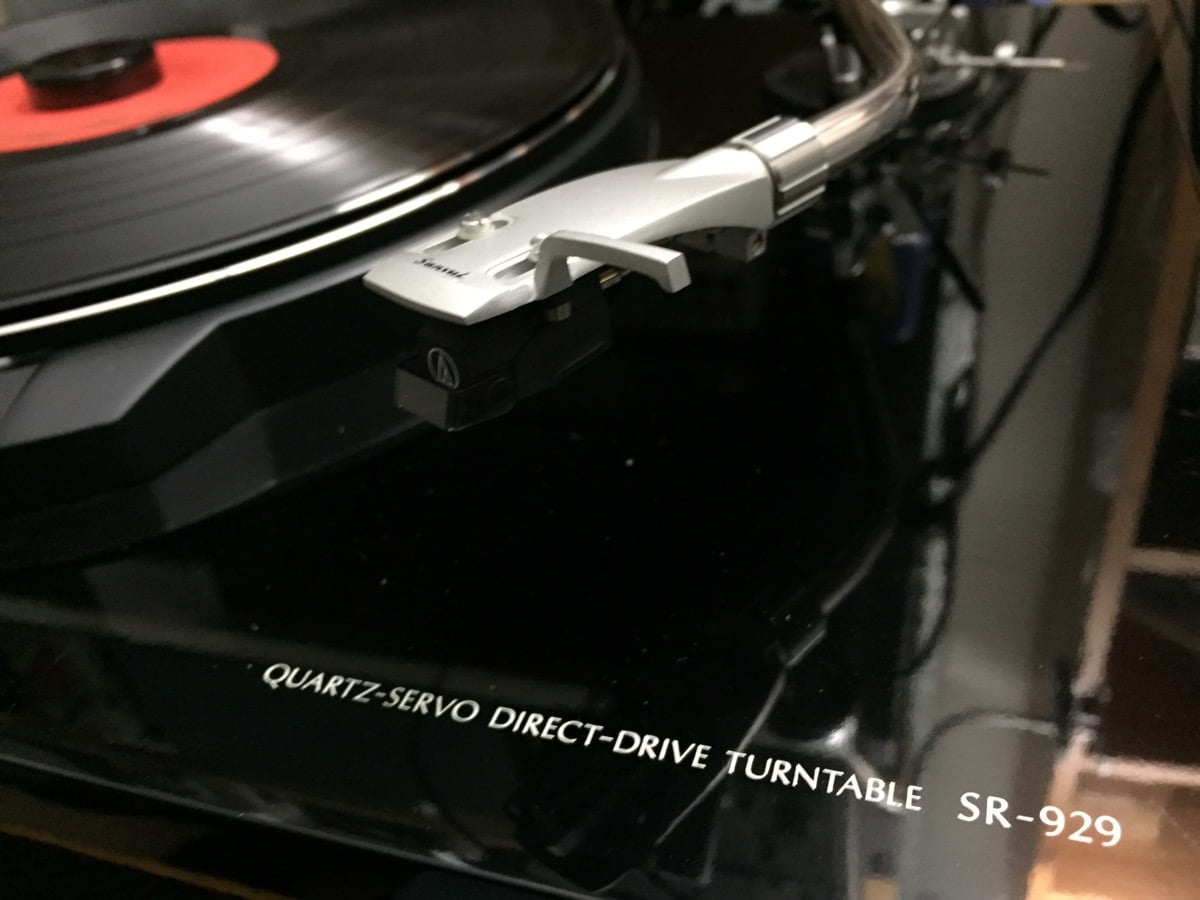 Sansui
QUARTZ-SERVO DIRECT-DRIVE TURNTABLE SR-929